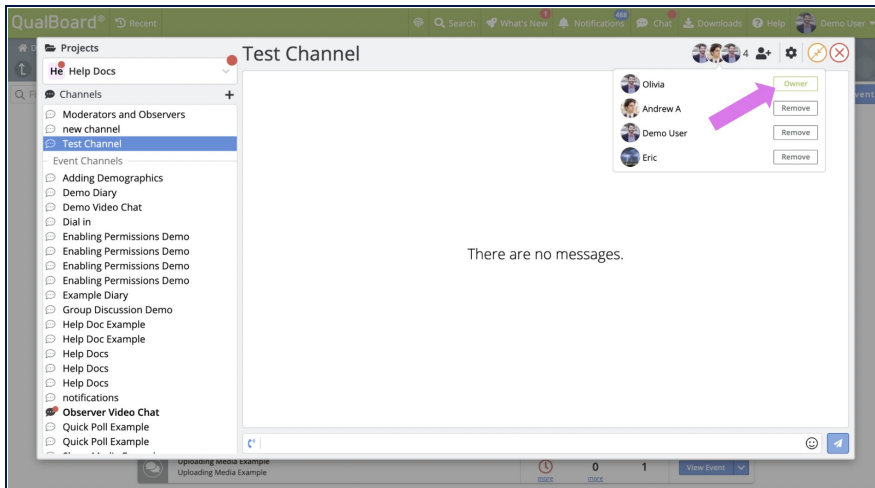 QualBoard® Recent Search What's New 1 Notifications 488 Chat Downloads Help Demo User
Projects
He Help Docs
Channels +
Moderators and Observers
new channel
Test Channel
Event Channels
Adding Demographics
Demo Diary
Demo Video Chat
Dial in
Enabling Permissions Demo
Enabling Permissions Demo
Enabling Permissions Demo
Enabling Permissions Demo
Example Diary
Group Discussion Demo
Help Doc Example
Help Doc Example
Help Docs
Help Docs
Help Docs
notifications
Observer Video Chat
Quick Poll Example
Quick Poll Example
Test Channel
4
Olivia Owner
Andrew A Remove
Demo User Remove
Eric Remove
There are no messages.
Uploading Media Example
Uploading Media Example
more
0
more
1
View Event